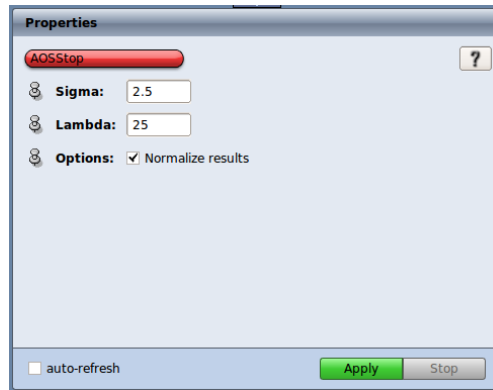 Properties
AOSStop
?
Sigma: 2.5
Lambda: 25
Options: Normalize results
auto-refresh
Apply Stop